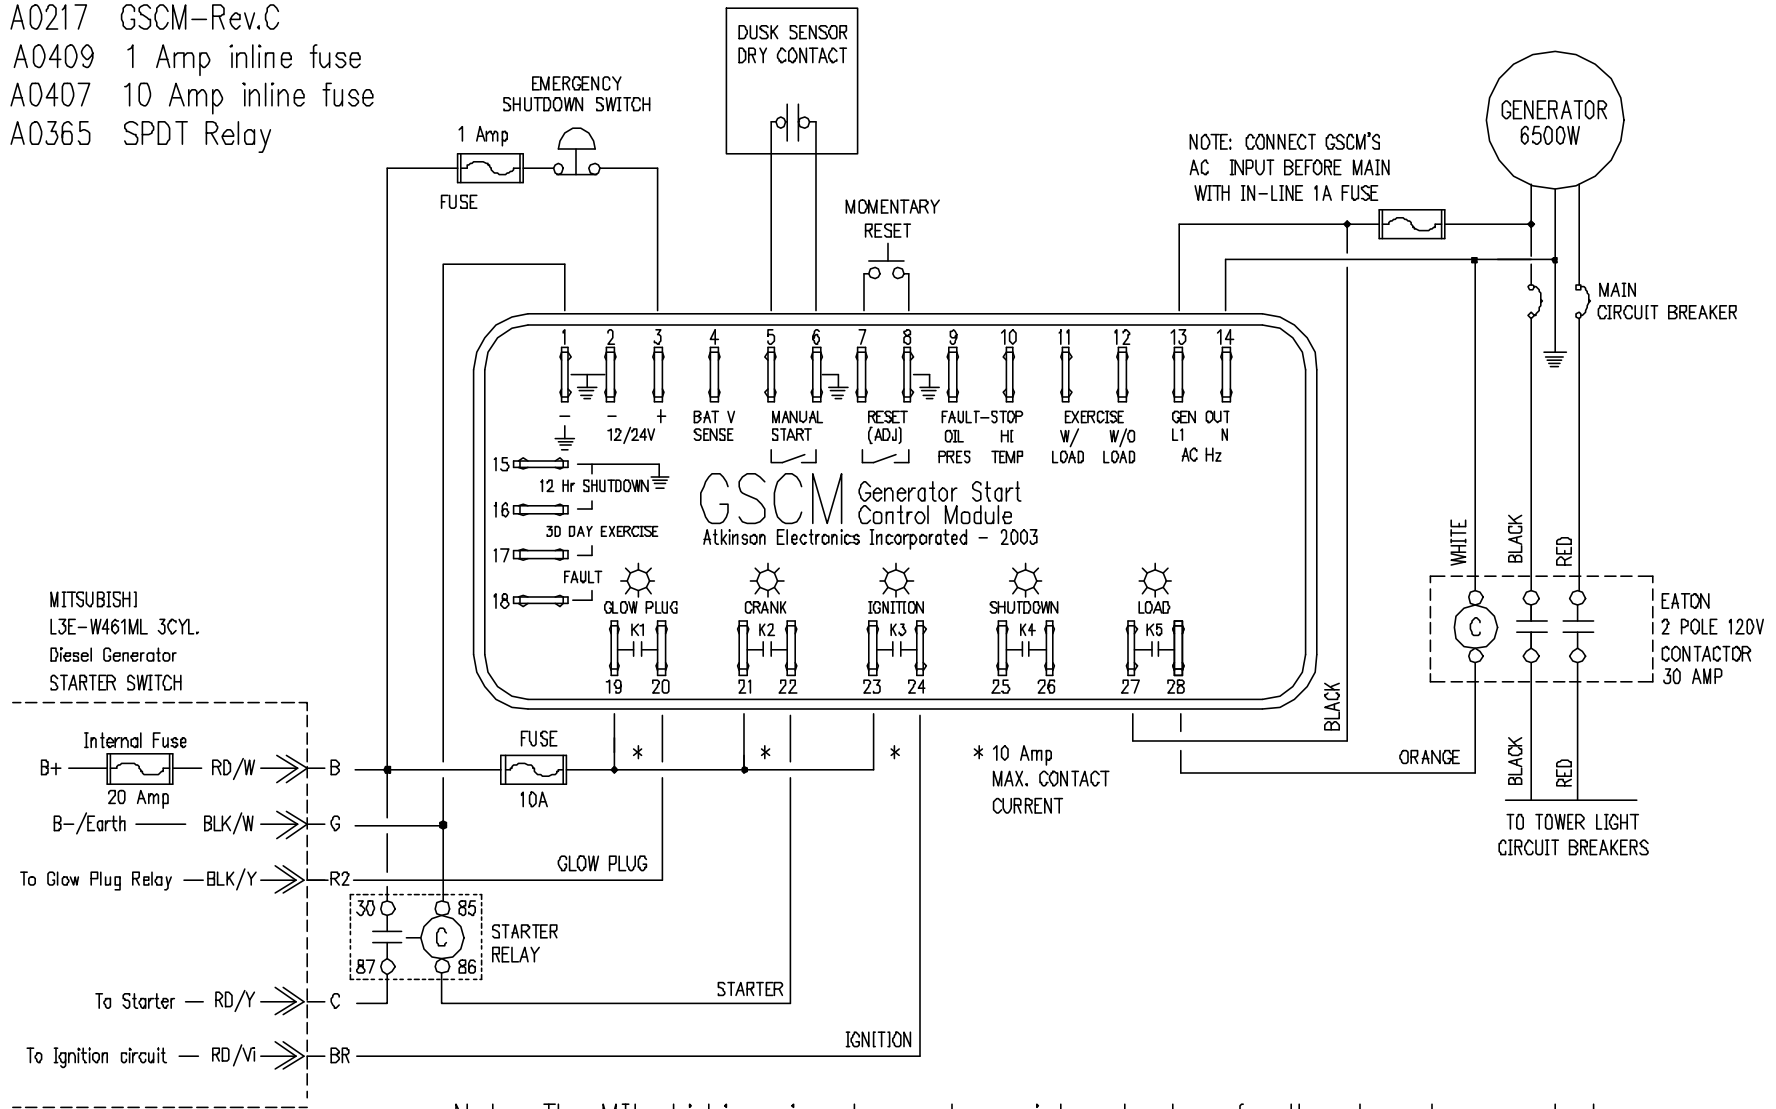 A0217 GSCM-Rev.C
A0409 1 Amp inline fuse
A0407 10 Amp inline fuse
A0365 SPDT Relay
DUSK SENSOR
DRY CONTACT
EMERGENCY
SHUTDOWN SWITCH
1 Amp
FUSE
MOMENTARY
RESET
NOTE: CONNECT GSCM'S
AC INPUT BEFORE MAIN
WITH IN-LINE 1A FUSE
GENERATOR
6500W
MAIN
CIRCUIT BREAKER
1 2 3 4 5 6 7 8 9 10 11 12 13 14
- - + BAT V MANUAL RESET FAULT-STOP EXERCISE GEN OUT
12/24V SENSE START (ADJ) OIL HI W/ W/O L1 N
PRES TEMP LOAD LOAD AC Hz
15
12 Hr SHUTDOWN
16
30 DAY EXERCISE
17
FAULT
18
GSCM Generator Start
Control Module
Atkinson Electronics Incorporated - 2003
GLOW PLUG CRANK IGNITION SHUTDOWN LOAD
K1 K2 K3 K4 K5
19 20 21 22 23 24 25 26 27 28
WHITE
BLACK
RED
C
EATON
2 POLE 120V
CONTACTOR
30 AMP
BLACK
ORANGE
BLACK
RED
TO TOWER LIGHT
CIRCUIT BREAKERS
MITSUBISHI
L3E-W461ML 3CYL.
Diesel Generator
STARTER SWITCH
Internal Fuse
B+ RD/W B
20 Amp
FUSE
10A
* * *
* 10 Amp
MAX. CONTACT
CURRENT
B-/Earth BLK/W G
To Glow Plug Relay BLK/Y R2
GLOW PLUG
30 85
C
87 86
STARTER
RELAY
To Starter RD/Y C
STARTER
To Ignition circuit RD/Vi BR
IGNITION